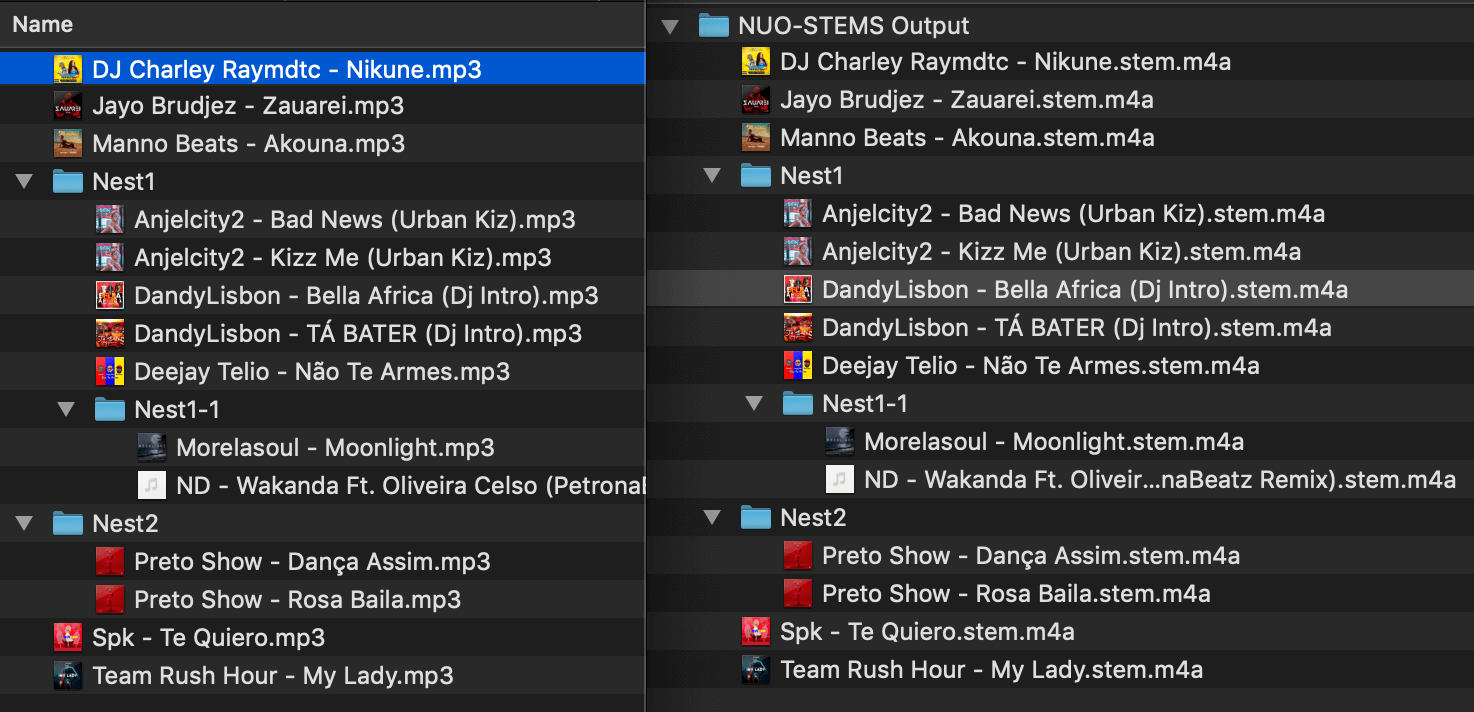 Name
DJ Charley Raymdtc - Nikune.mp3
Jayo Brudjez - Zauarei.mp3
Manno Beats - Akouna.mp3
Nest1
Anjelcity2 - Bad News (Urban Kiz).mp3
Anjelcity2 - Kizz Me (Urban Kiz).mp3
DandyLisbon - Bella Africa (Dj Intro).mp3
DandyLisbon - TÁ BATER (Dj Intro).mp3
Deejay Telio - Não Te Armes.mp3
Nest1-1
Morelasoul - Moonlight.mp3
ND - Wakanda Ft. Oliveira Celso (Petrona
Nest2
Preto Show - Dança Assim.mp3
Preto Show - Rosa Baila.mp3
Spk - Te Quiero.mp3
Team Rush Hour - My Lady.mp3
NUO-STEMS Output
DJ Charley Raymdtc - Nikune.stem.m4a
Jayo Brudjez - Zauarei.stem.m4a
Manno Beats - Akouna.stem.m4a
Nest1
Anjelcity2 - Bad News (Urban Kiz).stem.m4a
Anjelcity2 - Kizz Me (Urban Kiz).stem.m4a
DandyLisbon - Bella Africa (Dj Intro).stem.m4a
DandyLisbon - TÁ BATER (Dj Intro).stem.m4a
Deejay Telio - Não Te Armes.stem.m4a
Nest1-1
Morelasoul - Moonlight.stem.m4a
ND - Wakanda Ft. Oliveir...naBeatz Remix).stem.m4a
Nest2
Preto Show - Dança Assim.stem.m4a
Preto Show - Rosa Baila.stem.m4a
Spk - Te Quiero.stem.m4a
Team Rush Hour - My Lady.stem.m4a